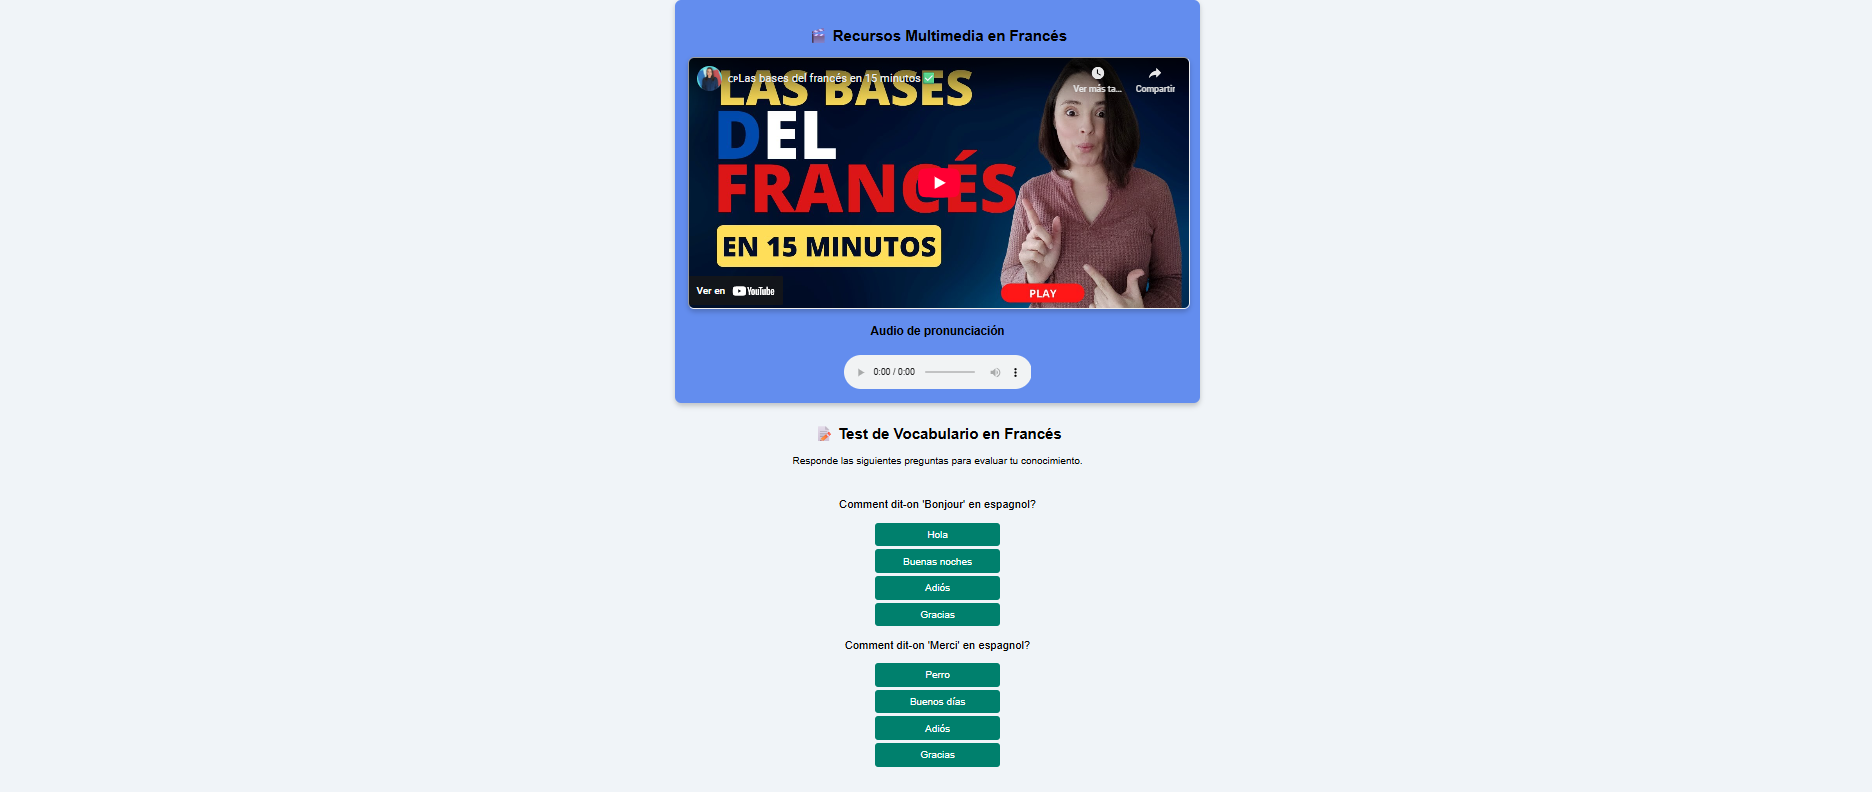 Recursos Multimedia en Francés
CPLas bases del francés en 15 minutos
Ver más ta...
Compartir
LAS BASES
DEL
FRANCÉS
EN 15 MINUTOS
PLAY
Ver en YouTube
Audio de pronunciación
0:00 / 0:00
Test de Vocabulario en Francés
Responde las siguientes preguntas para evaluar tu conocimiento.
Comment dit-on 'Bonjour' en espagnol?
Hola
Buenas noches
Adiós
Gracias
Comment dit-on 'Merci' en espagnol?
Perro
Buenos días
Adiós
Gracias